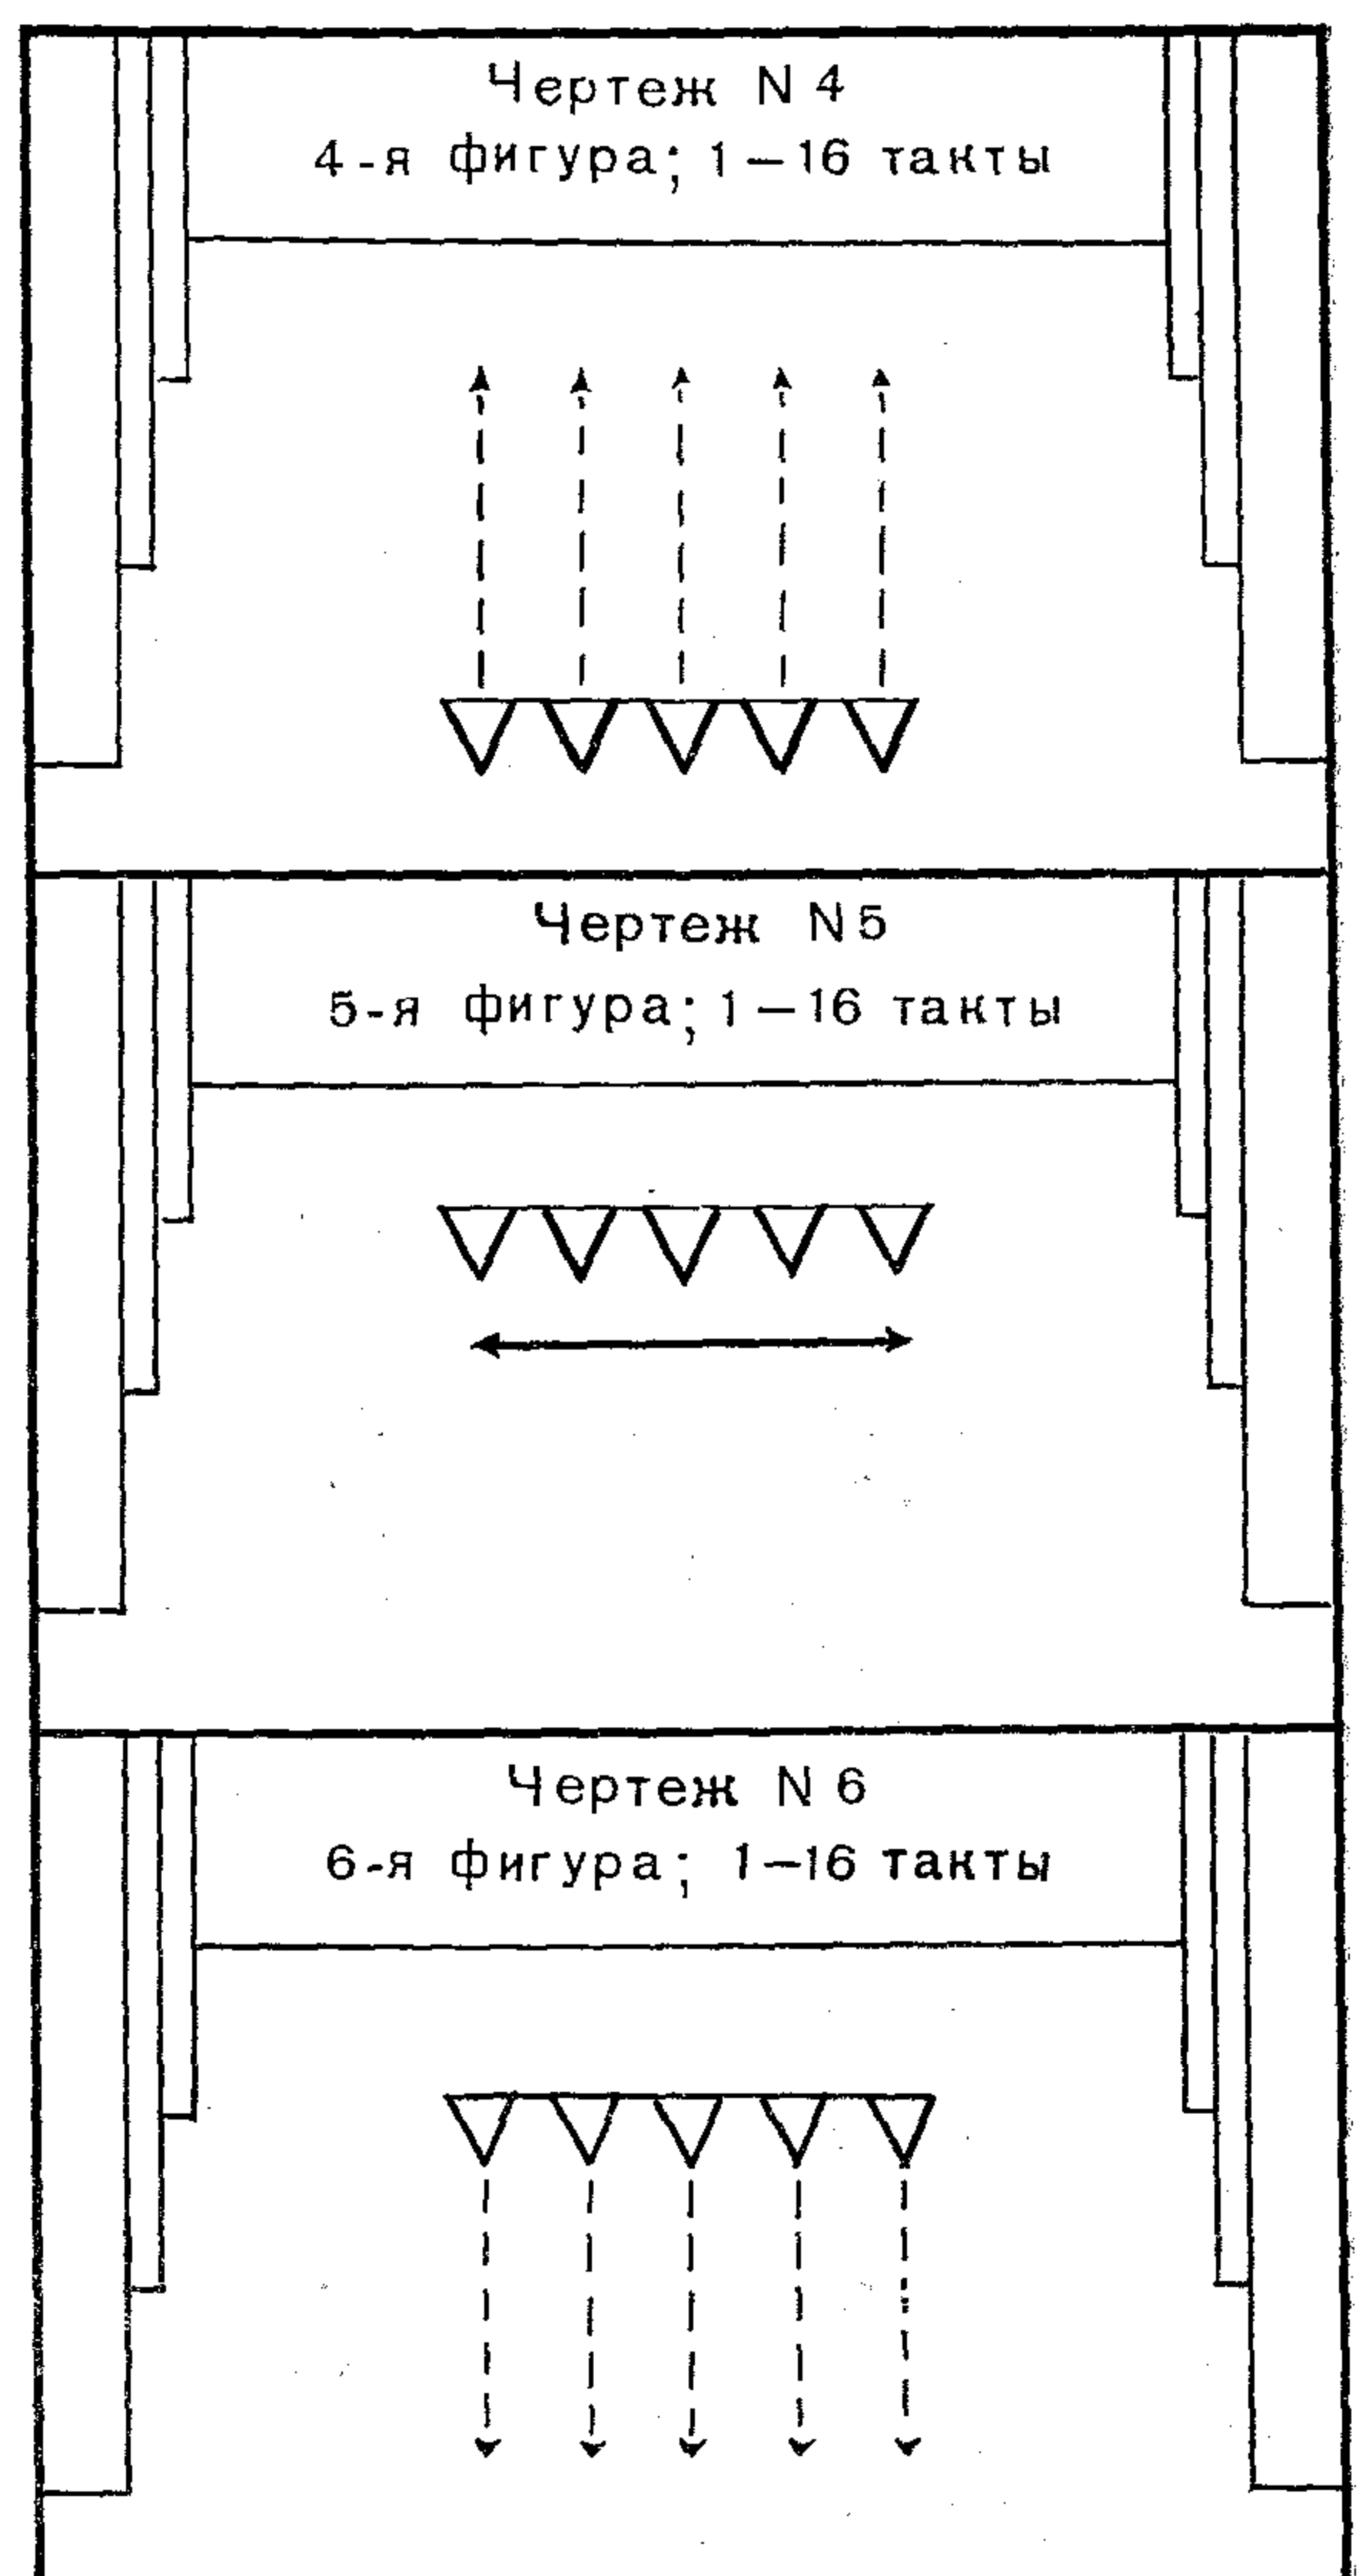 Чертеж N 4
4-я фигура; 1–16 такты
Чертеж N5
5-я фигура; 1–16 такты
Чертеж N 6
6-я фигура; 1–16 такты